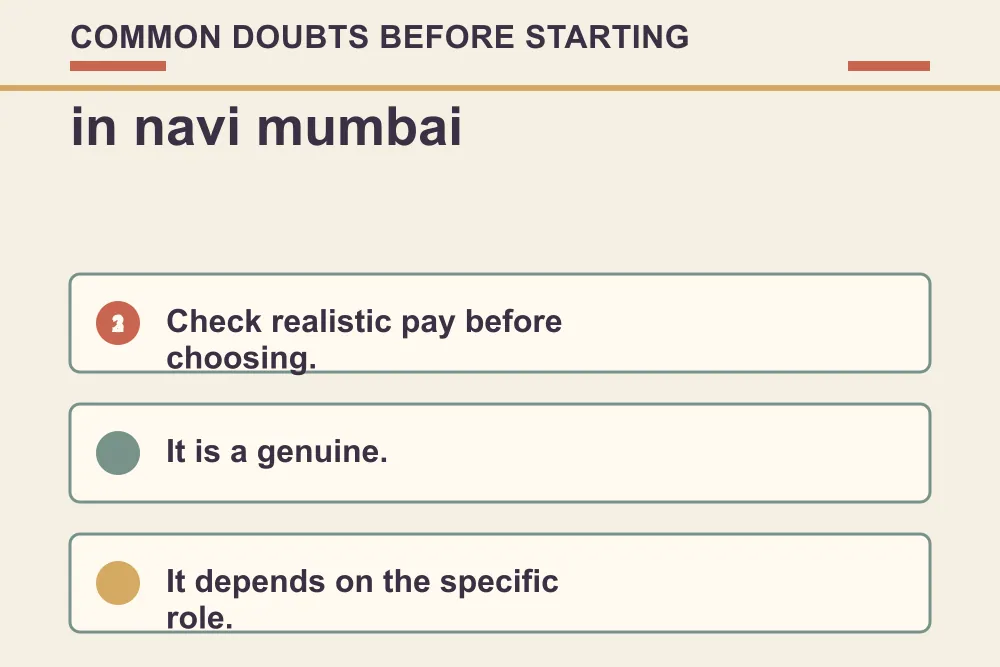 COMMON DOUBTS BEFORE STARTING
in navi mumbai
Check realistic pay before
choosing.
It is a genuine.
It depends on the specific
role.